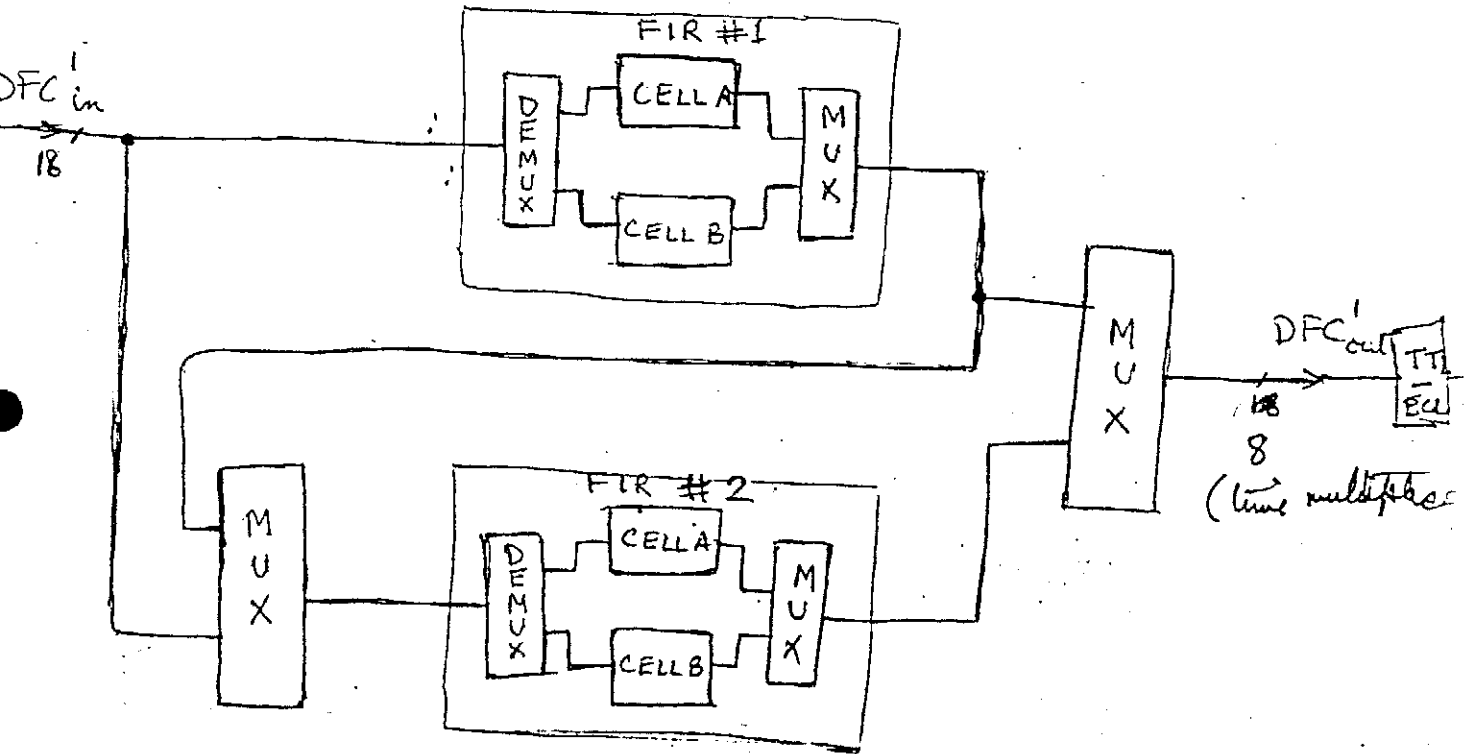 FIR #1
DFC'in
18
DEMUX
CELL A
CELL B
MUX
MUX
DFC'out
TTL
ECL
8
(time
MUX
FIR #2
DEMUX
CELL A
CELL B
MUX